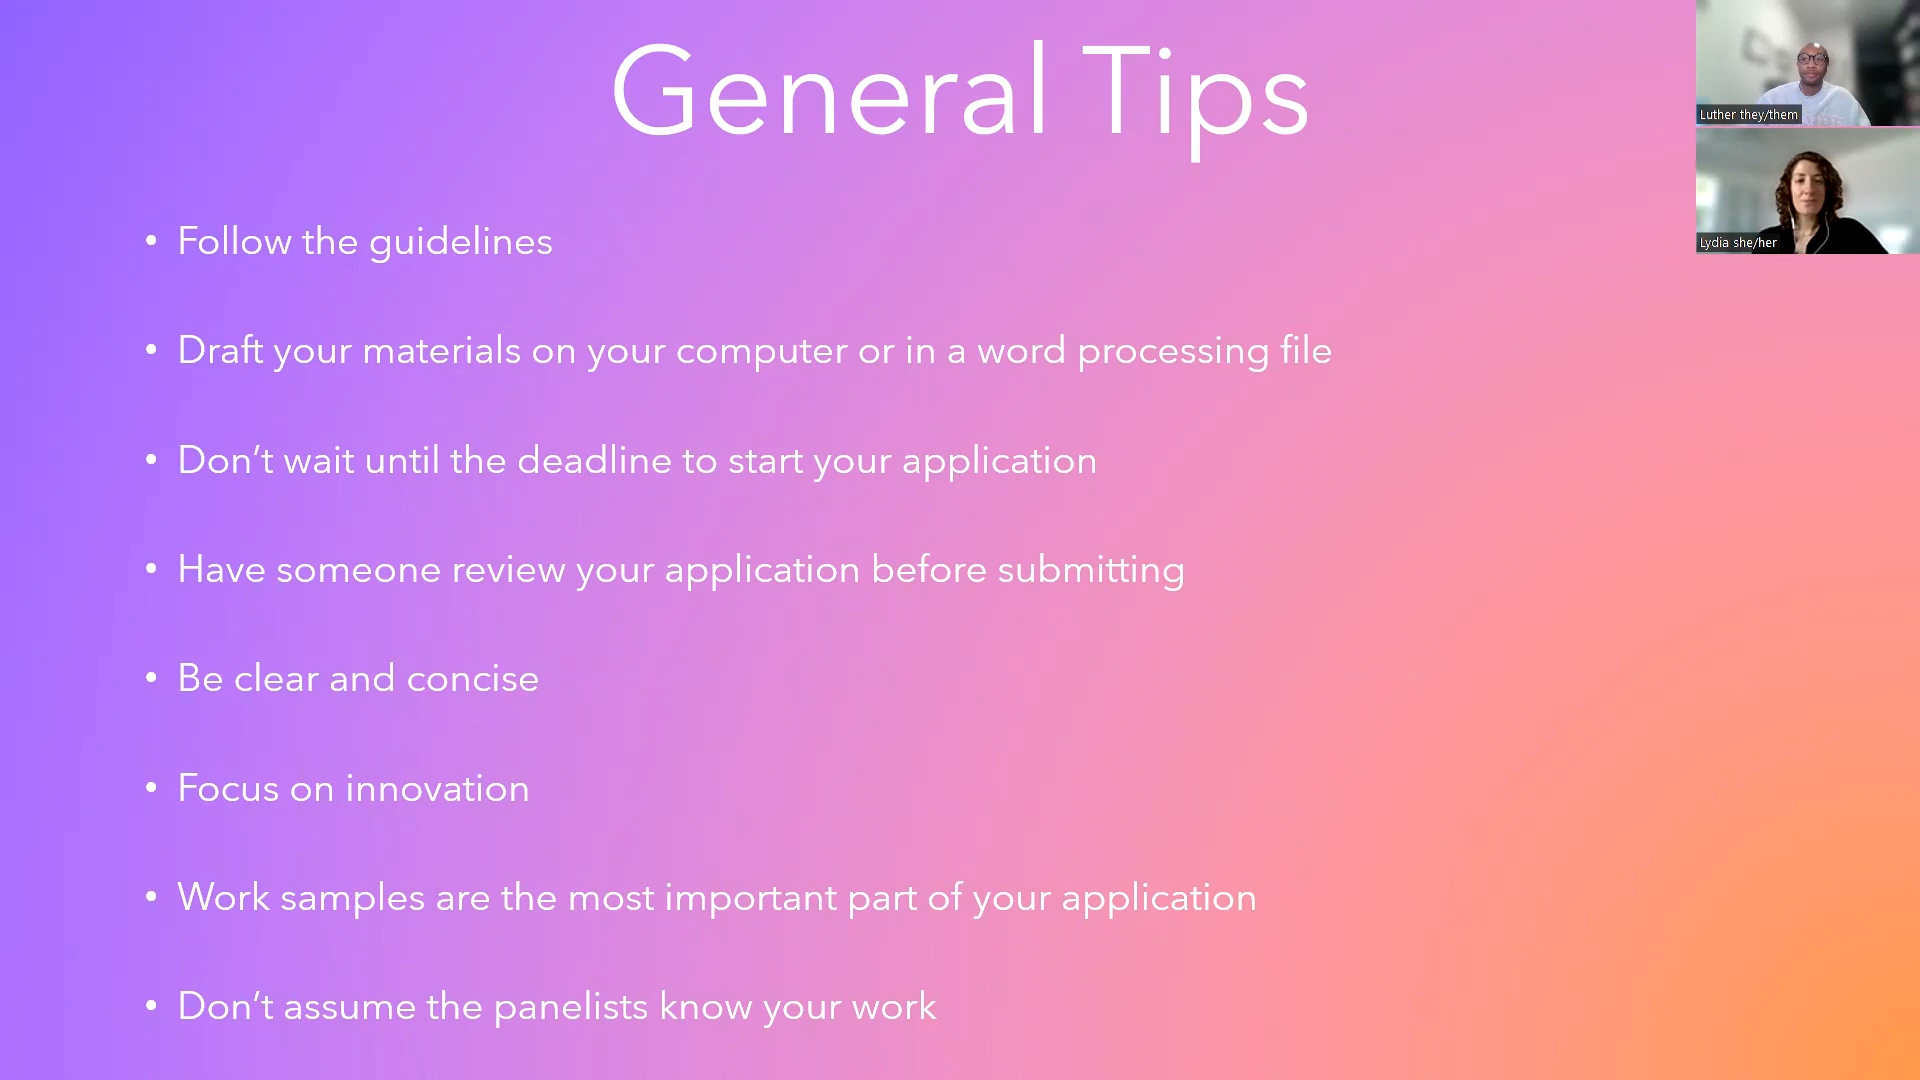 General Tips
• Follow the guidelines
• Draft your materials on your computer or in a word processing file
• Don’t wait until the deadline to start your application
• Have someone review your application before submitting
• Be clear and concise
• Focus on innovation
• Work samples are the most important part of your application
• Don’t assume the panelists know your work
Luther they/them
Lydia she/her